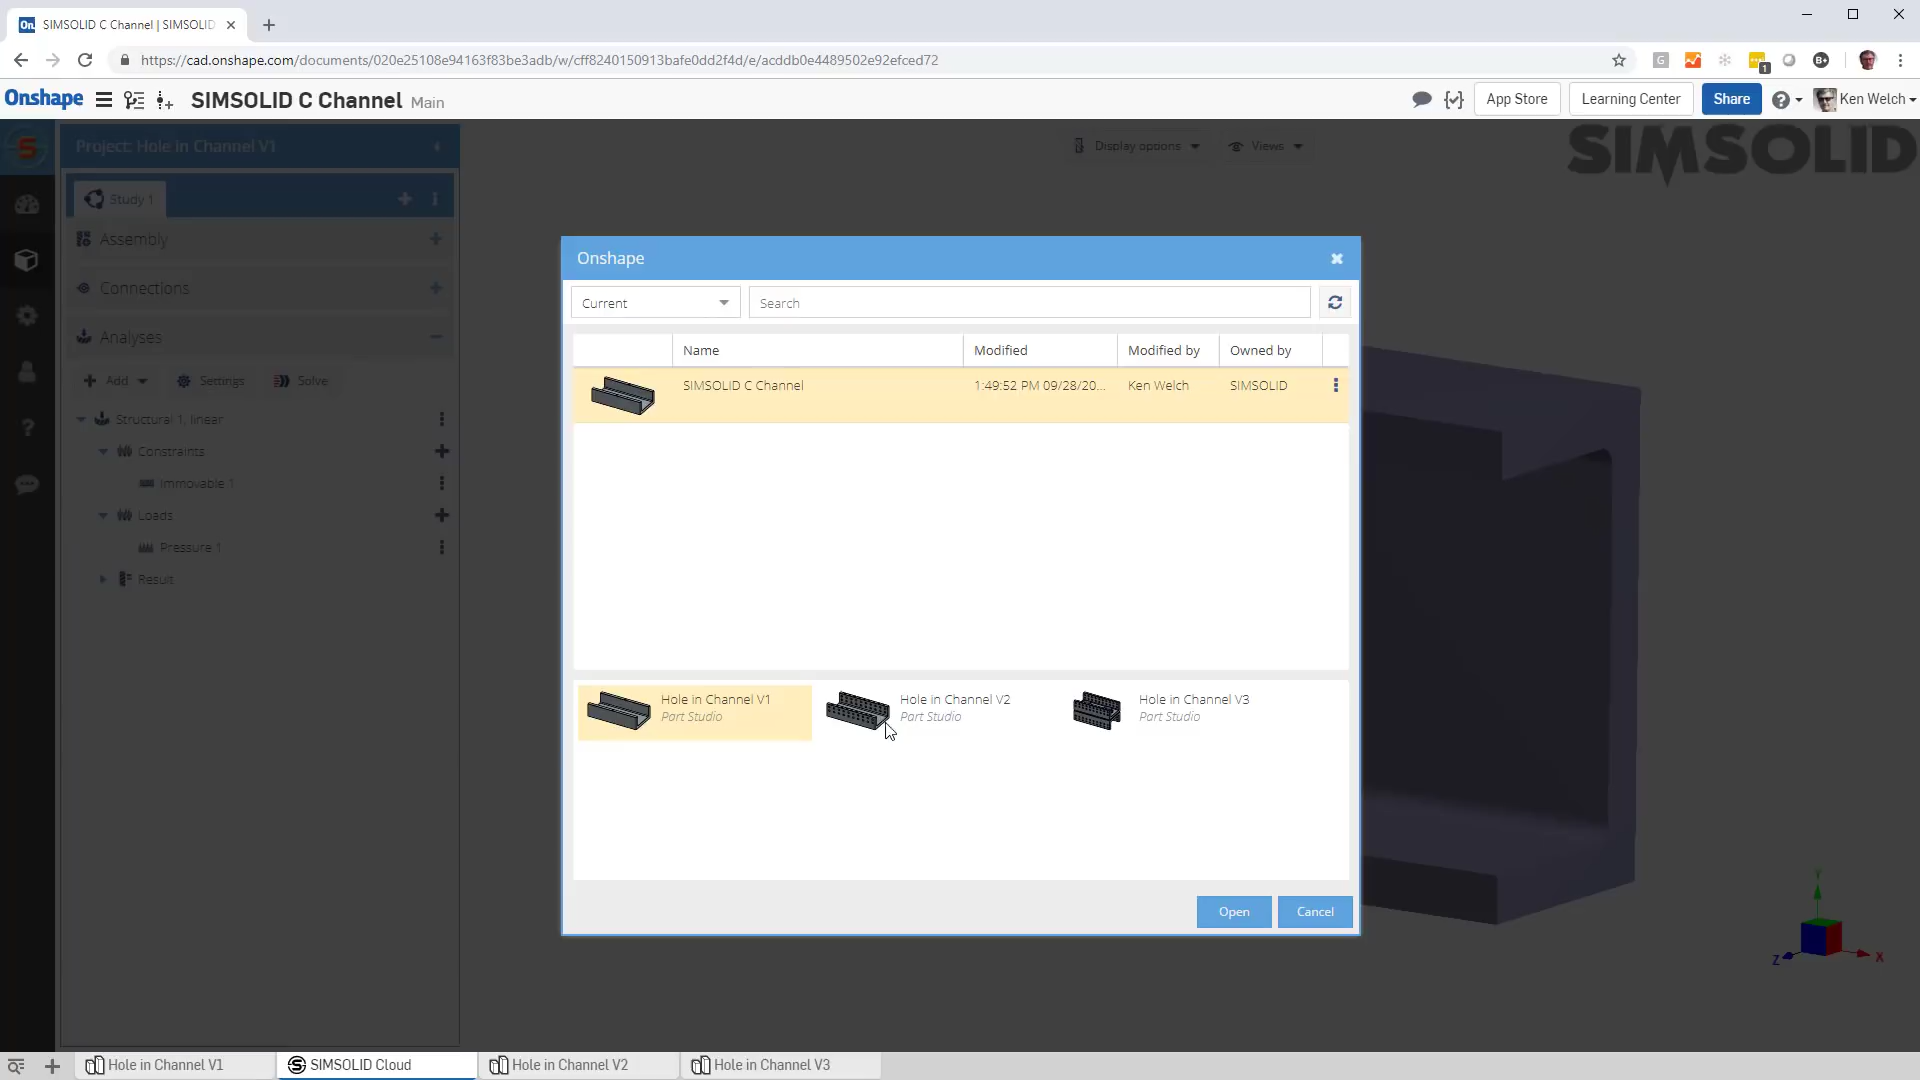 On. SIMSOLID C Channel | SIMSOLID
https://cad.onshape.com/documents/020e25108e94163f83be3adb/w/cff8240150913bafe0dd2f4d/e/acddb0e4489502e92efced72
G 1 B+
Onshape SIMSOLID C Channel Main App Store Learning Center Share Ken Welch
S Project: Hole in Channel V1 Display options Views SIMSOLID
Study 1
Assembly
Connections
Analyses
Add Settings Solve
Structural 1, linear
Constraints
Immovable 1
Loads
Pressure 1
Result
Onshape
Current Search
Name Modified Modified by Owned by
SIMSOLID C Channel 1:49:52 PM 09/28/20... Ken Welch SIMSOLID
Hole in Channel V1 Hole in Channel V2 Hole in Channel V3
Part Studio Part Studio Part Studio
Open Cancel
Y
Z X
Hole in Channel V1 SIMSOLID Cloud Hole in Channel V2 Hole in Channel V3